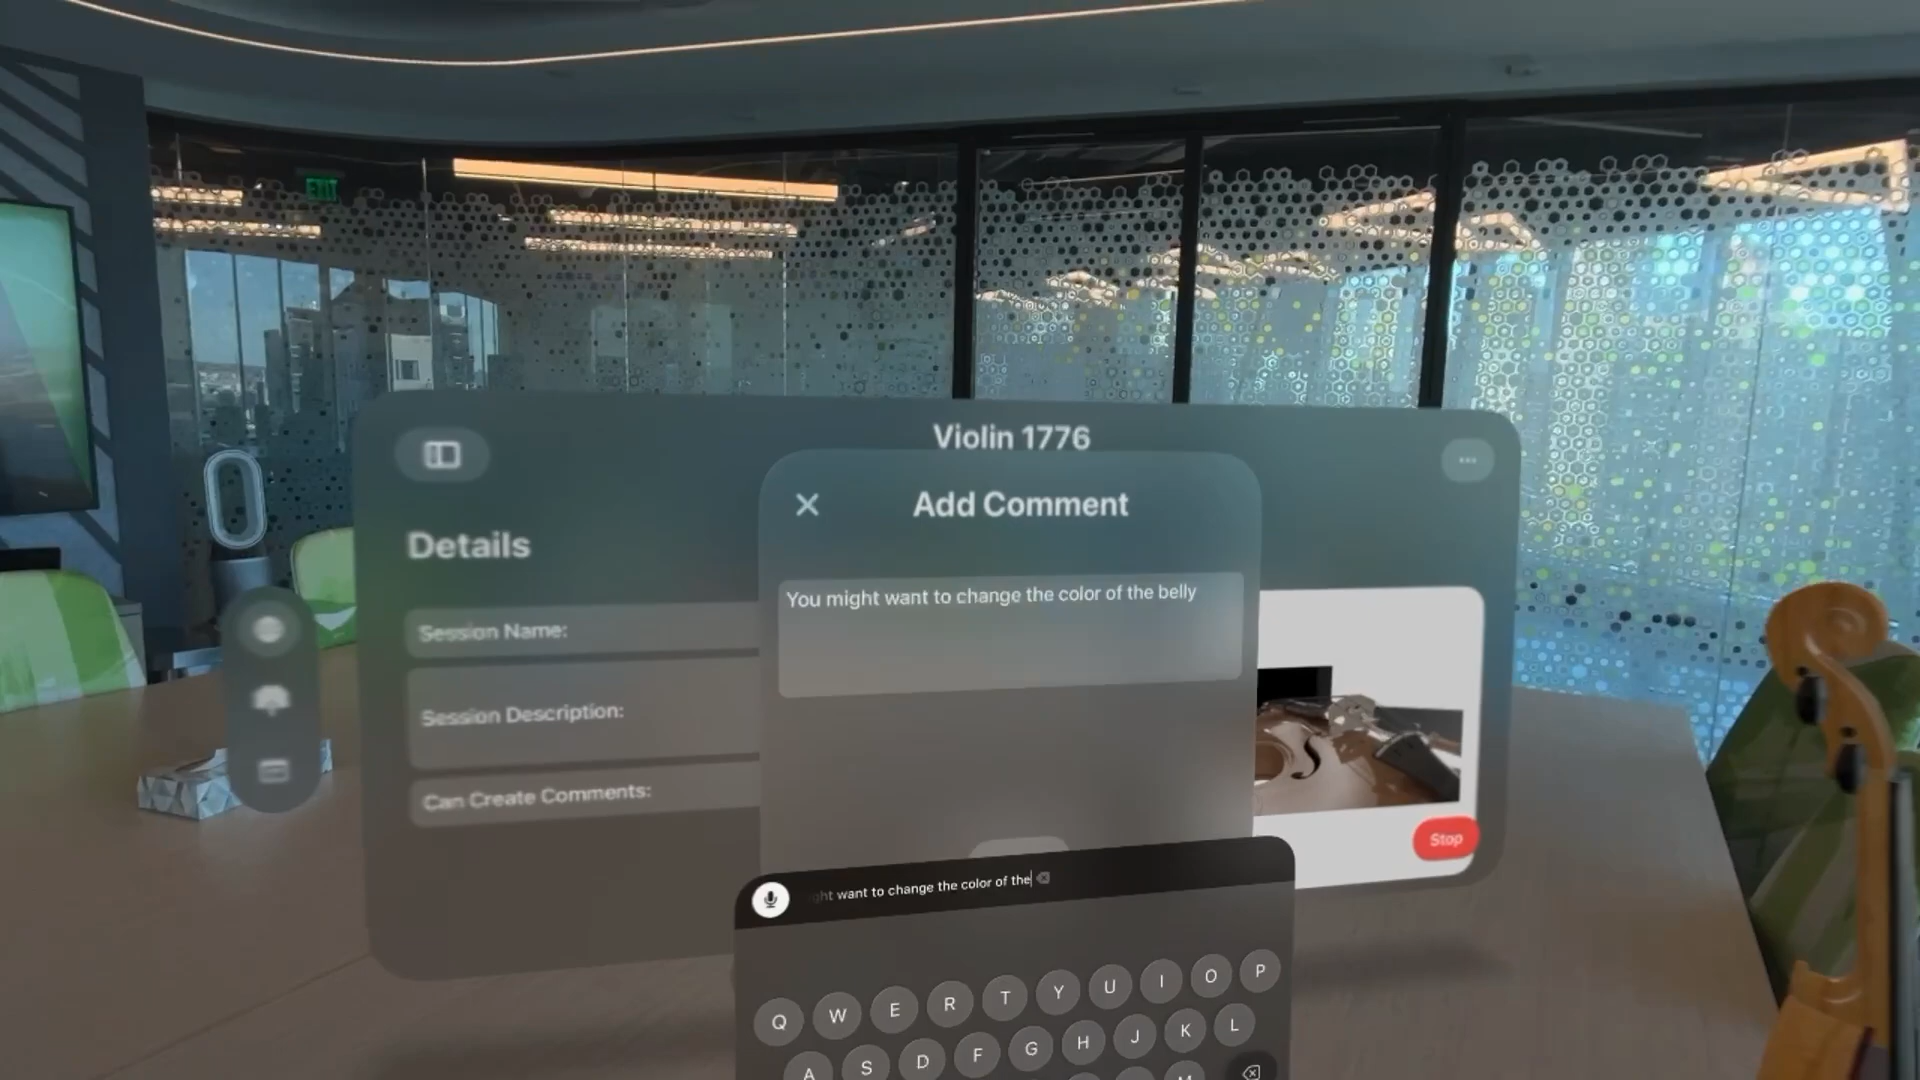 EXIT
Violin 1776
Add Comment
Details
You might want to change the color of the belly
Session Name:
Session Description:
Can Create Comments:
Stop
want to change the color of the
Q W E R T Y U I O P
A S D F G H J K L
M